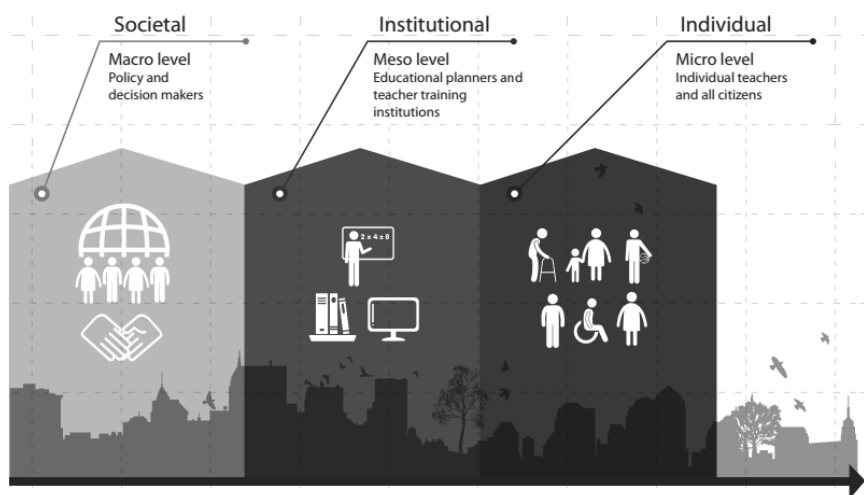 Societal
Macro level
Policy and
decision makers
Institutional
Meso level
Educational planners and
teacher training
institutions
Individual
Micro level
Individual teachers
and all citizens
2 x 4 = 8